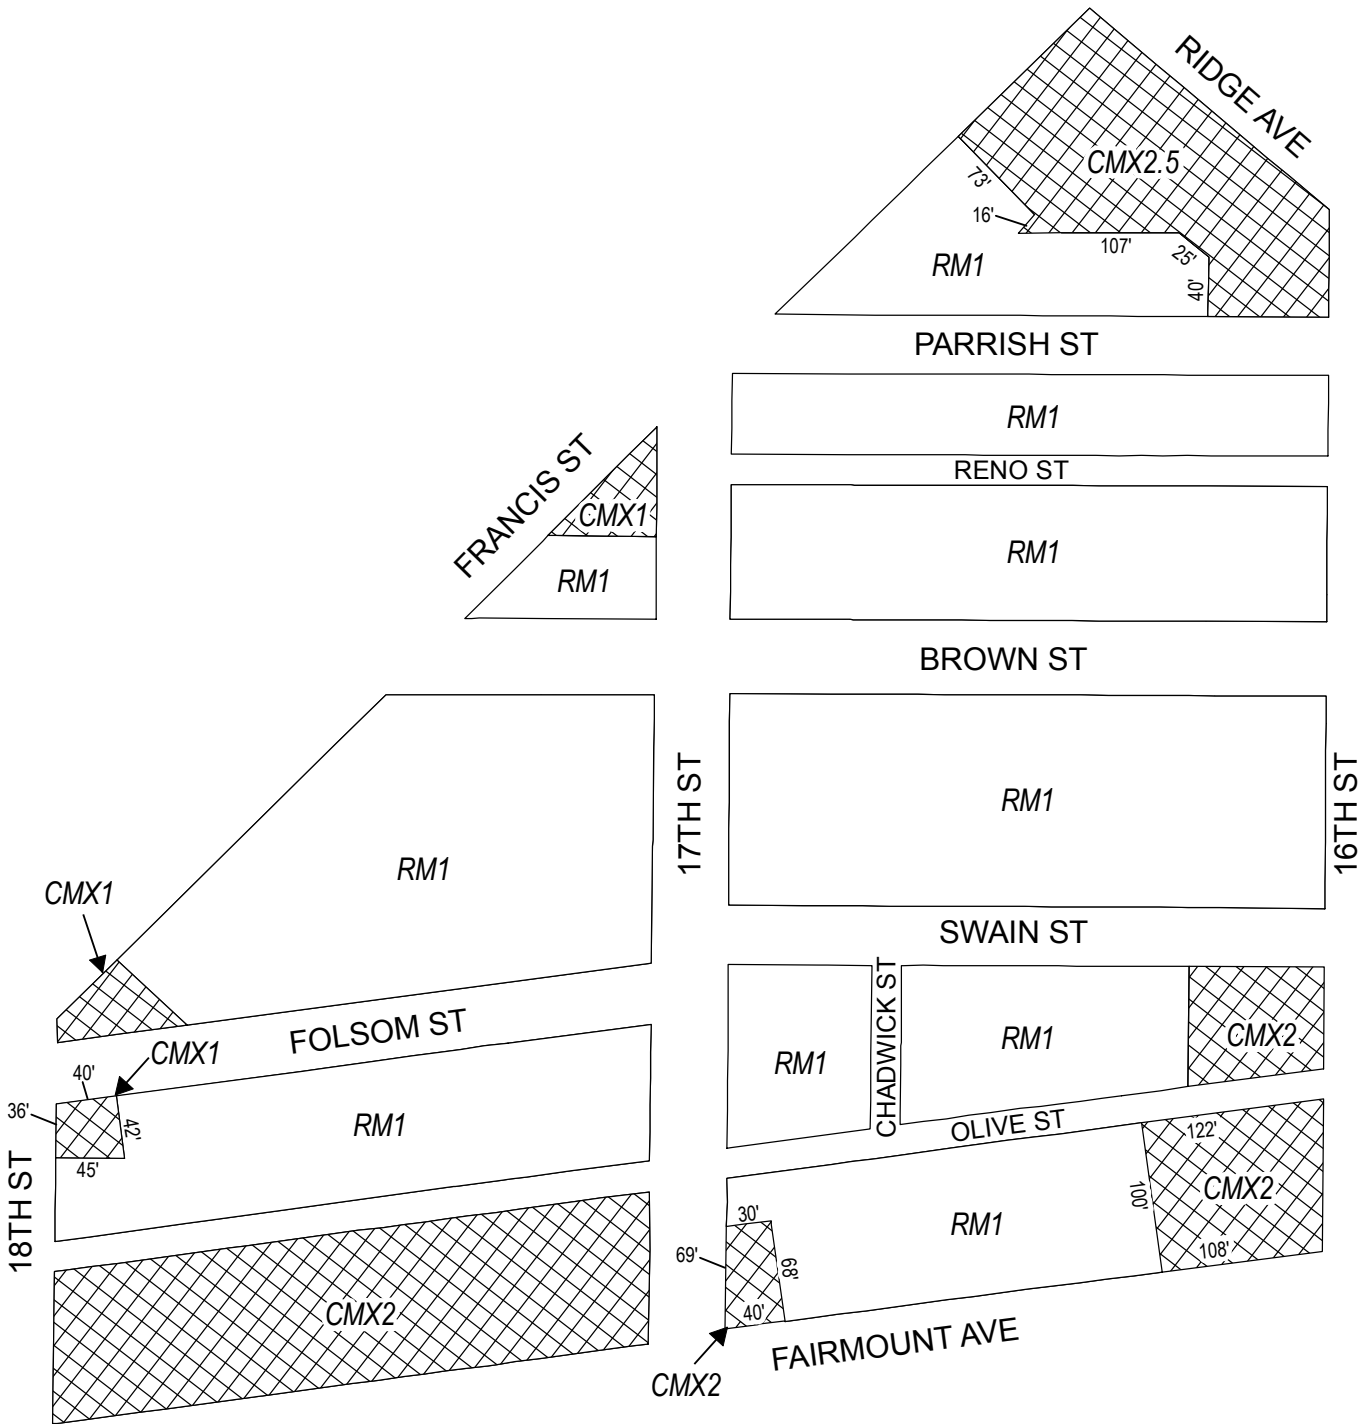 RIDGE AVE
CMX2.5
73'
16'
107'
25'
RM1
40'
PARRISH ST
RM1
RENO ST
FRANCIS ST
CMX1
RM1
RM1
BROWN ST
17TH ST
16TH ST
RM1
RM1
CMX1
SWAIN ST
CHADWICK ST
FOLSOM ST
RM1
RM1
CMX2
CMX1
40'
36'
42'
RM1
45'
OLIVE ST
122'
18TH ST
100'
CMX2
30'
RM1
69'
68'
108'
CMX2
40'
FAIRMOUNT AVE
CMX2